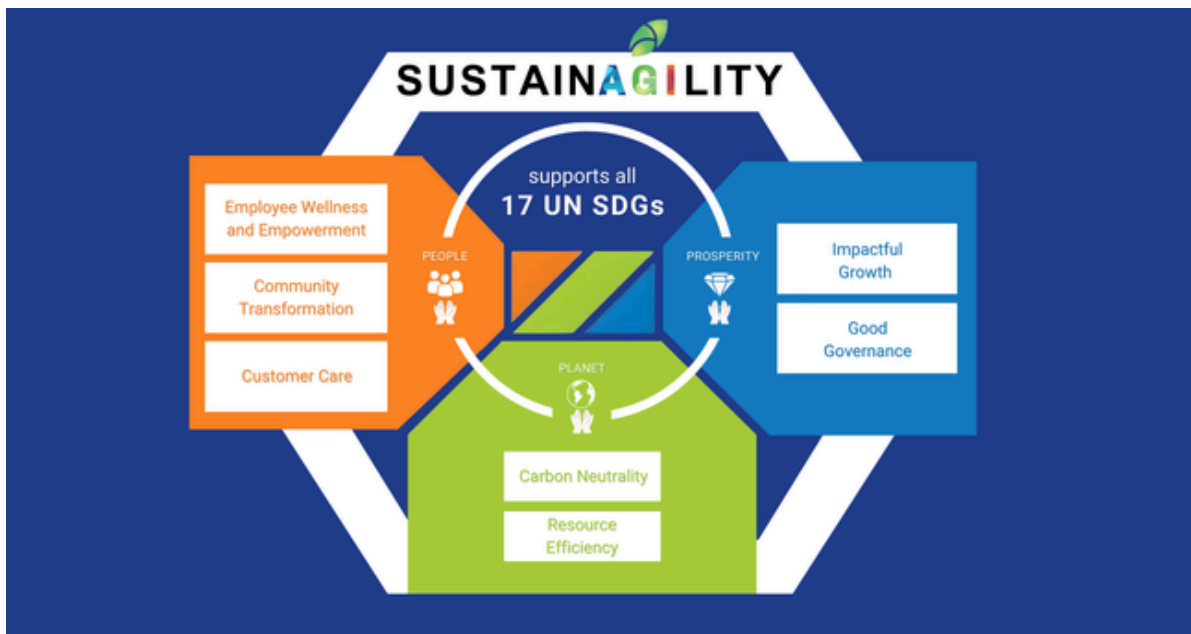 SUSTAINAGILITY
supports all
17 UN SDGs
PEOPLE
Employee Wellness
and Empowerment
Community
Transformation
Customer Care
PROSPERITY
Impactful
Growth
Good
Governance
PLANET
Carbon Neutrality
Resource
Efficiency